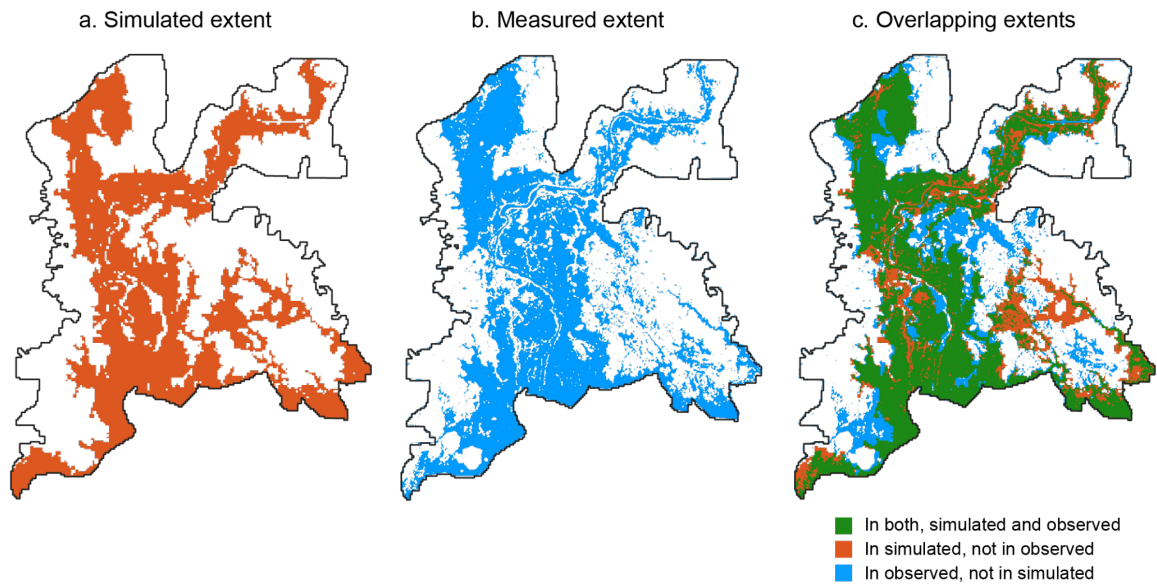 a. Simulated extent
b. Measured extent
c. Overlapping extents
In both, simulated and observed
In simulated, not in observed
In observed, not in simulated